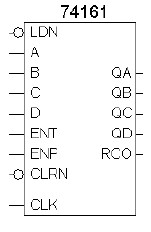 74161
LDN
A
B QA
C QB
D QC
ENT QD
ENP RCO
CLRN
CLK